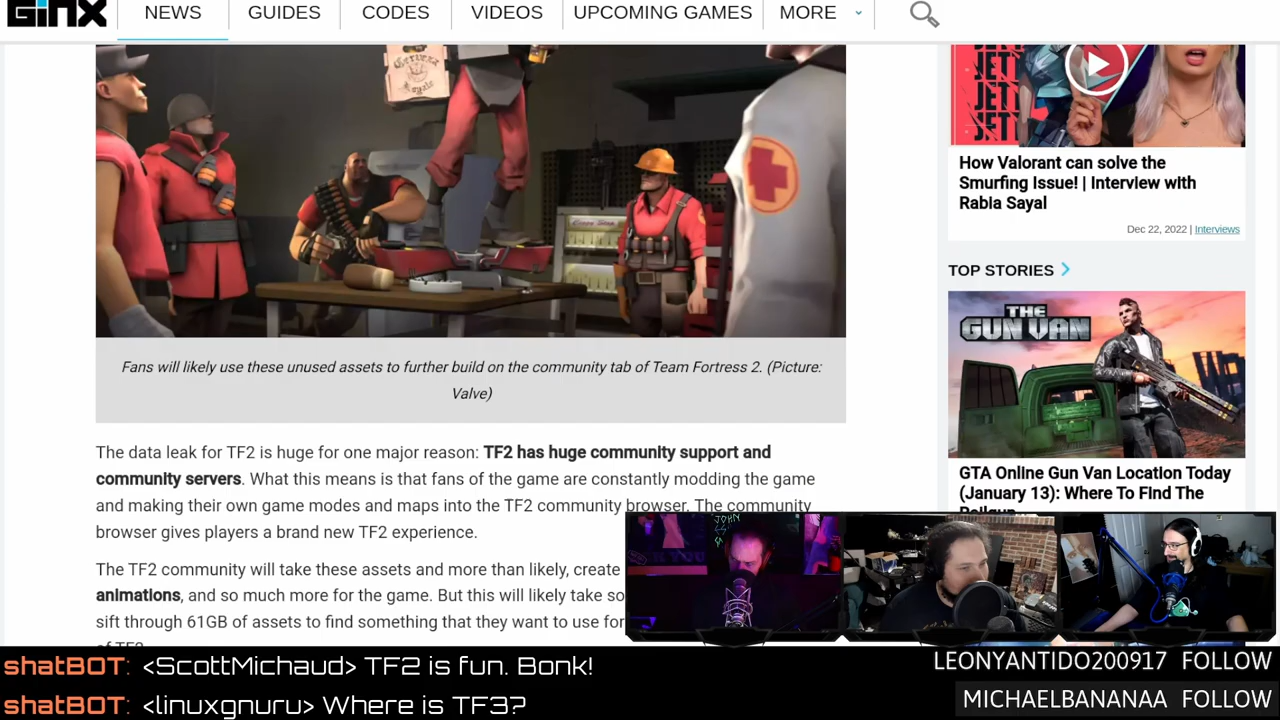 GINX
NEWS
GUIDES
CODES
VIDEOS
UPCOMING GAMES
MORE
Fans will likely use these unused assets to further build on the community tab of Team Fortress 2. (Picture:
Valve)
The data leak for TF2 is huge for one major reason: TF2 has huge community support and
community servers. What this means is that fans of the game are constantly modding the game
and making their own game modes and maps into the TF2 community browser. The community
browser gives players a brand new TF2 experience.
The TF2 community will take these assets and more than likely, create
animations, and so much more for the game. But this will likely take so
sift through 61GB of assets to find something that they want to use for
of TF2.
JETT
JETT
JETT
How Valorant can solve the
Smurfing Issue! | Interview with
Rabia Sayal
Dec 22, 2022 | Interviews
TOP STORIES
THE
GUN VAN
GTA Online Gun Van Location Today
(January 13): Where To Find The
Railgun
JOHN
shatBOT: <ScottMichaud> TF2 is fun. Bonk!
shatBOT: <linuxgnuru> Where is TF3?
LEONYANTIDO200917 FOLLOW
MICHAELBANANAA FOLLOW